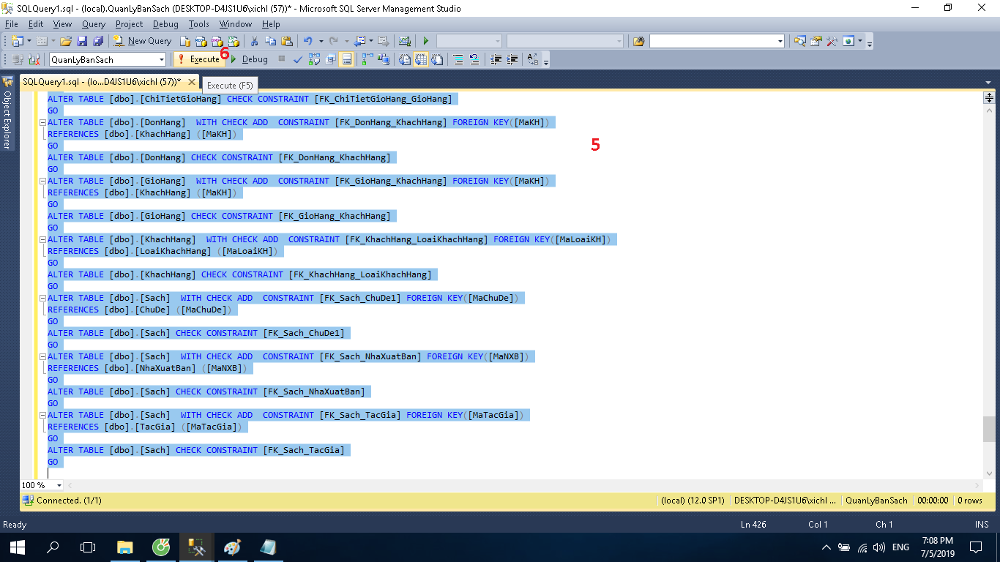 SQLQuery1.sql - (local).QuanLyBanSach (DESKTOP-D4JS1U6\xichl (57))* - Microsoft SQL Server Management Studio
File Edit View Query Project Debug Tools Window Help
New Query
QuanLyBanSach Execute 6 Debug
SQLQuery1.sql - (lo...D4JS1U6\xichl (57))*
Execute (F5)
Object Explorer
ALTER TABLE [dbo].[ChiTietGioHang] CHECK CONSTRAINT [FK_ChiTietGioHang_GioHang]
GO
ALTER TABLE [dbo].[DonHang]  WITH CHECK ADD  CONSTRAINT [FK_DonHang_KhachHang] FOREIGN KEY([MaKH])
REFERENCES [dbo].[KhachHang] ([MaKH])
5
GO
ALTER TABLE [dbo].[DonHang] CHECK CONSTRAINT [FK_DonHang_KhachHang]
GO
ALTER TABLE [dbo].[GioHang]  WITH CHECK ADD  CONSTRAINT [FK_GioHang_KhachHang] FOREIGN KEY([MaKH])
REFERENCES [dbo].[KhachHang] ([MaKH])
GO
ALTER TABLE [dbo].[GioHang] CHECK CONSTRAINT [FK_GioHang_KhachHang]
GO
ALTER TABLE [dbo].[KhachHang]  WITH CHECK ADD  CONSTRAINT [FK_KhachHang_LoaiKhachHang] FOREIGN KEY([MaLoaiKH])
REFERENCES [dbo].[LoaiKhachHang] ([MaLoaiKH])
GO
ALTER TABLE [dbo].[KhachHang] CHECK CONSTRAINT [FK_KhachHang_LoaiKhachHang]
GO
ALTER TABLE [dbo].[Sach]  WITH CHECK ADD  CONSTRAINT [FK_Sach_ChuDe1] FOREIGN KEY([MaChuDe])
REFERENCES [dbo].[ChuDe] ([MaChuDe])
GO
ALTER TABLE [dbo].[Sach] CHECK CONSTRAINT [FK_Sach_ChuDe1]
GO
ALTER TABLE [dbo].[Sach]  WITH CHECK ADD  CONSTRAINT [FK_Sach_NhaXuatBan] FOREIGN KEY([MaNXB])
REFERENCES [dbo].[NhaXuatBan] ([MaNXB])
GO
ALTER TABLE [dbo].[Sach] CHECK CONSTRAINT [FK_Sach_NhaXuatBan]
GO
ALTER TABLE [dbo].[Sach]  WITH CHECK ADD  CONSTRAINT [FK_Sach_TacGia] FOREIGN KEY([MaTacGia])
REFERENCES [dbo].[TacGia] ([MaTacGia])
GO
ALTER TABLE [dbo].[Sach] CHECK CONSTRAINT [FK_Sach_TacGia]
GO
100 %
Connected. (1/1) (local) (12.0 SP1) DESKTOP-D4JS1U6\xichl ... QuanLyBanSach 00:00:00 0 rows
Ready Ln 426 Col 1 Ch 1 INS
ENG 7:08 PM
7/5/2019